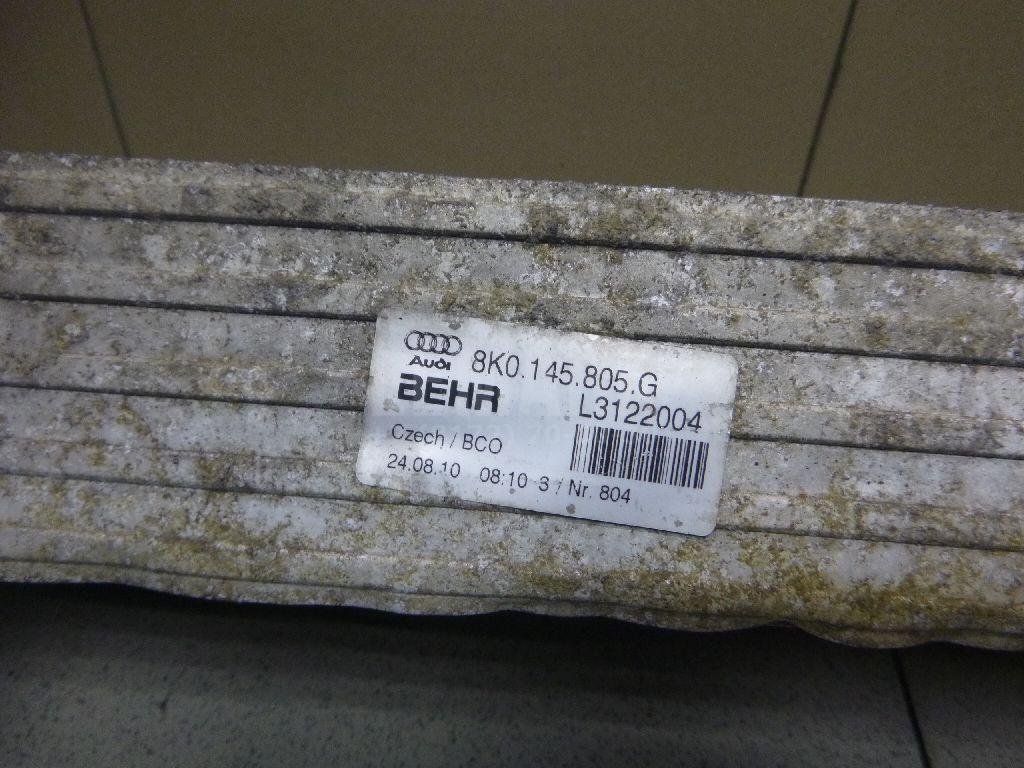 Audi 8K0.145.805.G
BEHR L3122004
Czech / BCO
24.08.10 08:10 3 / Nr. 804